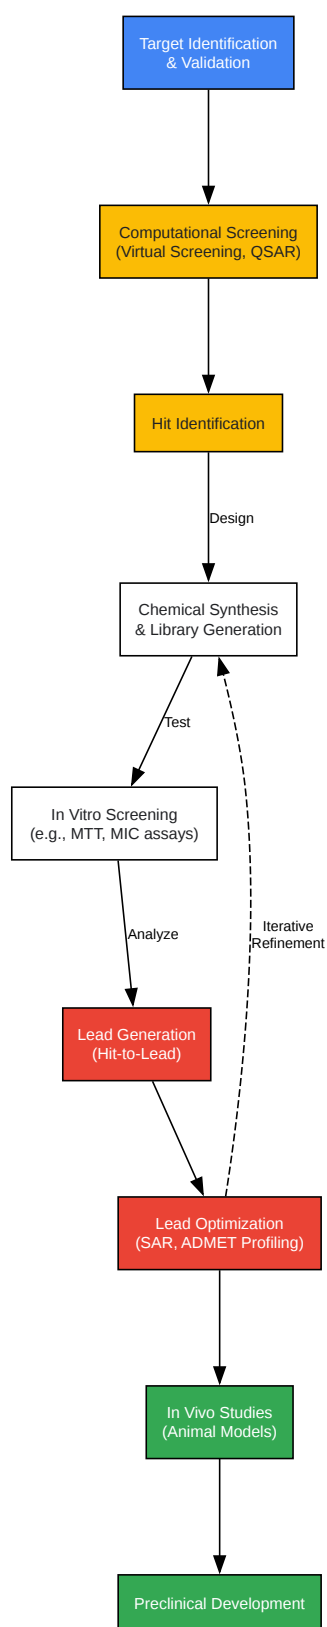 Target Identification
& Validation
Computational Screening
(Virtual Screening, QSAR)
Hit Identification
Design
Chemical Synthesis
& Library Generation
Test
In Vitro Screening
(e.g., MTT, MIC assays)
Analyze
Iterative
Refinement
Lead Generation
(Hit-to-Lead)
Lead Optimization
(SAR, ADMET Profiling)
In Vivo Studies
(Animal Models)
Preclinical Development